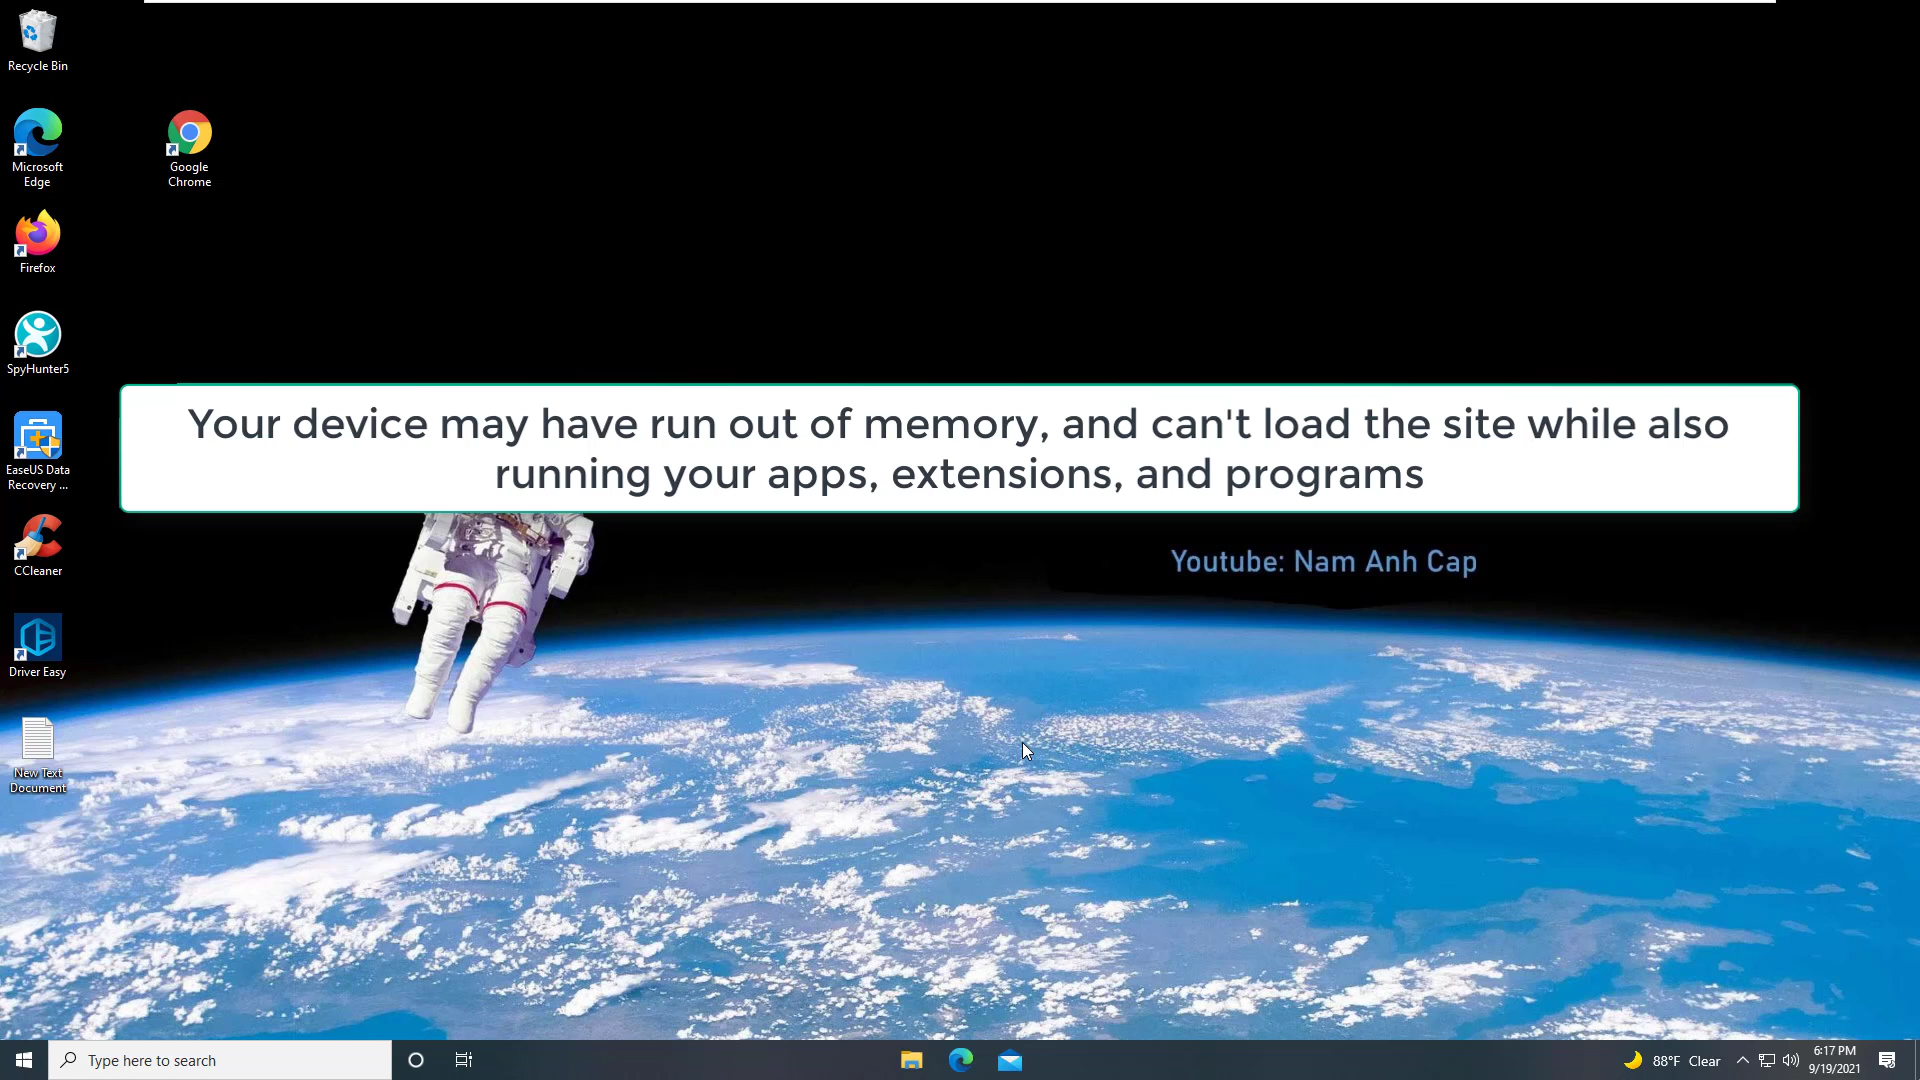 Recycle Bin
Microsoft
Edge
Google
Chrome
Firefox
SpyHunter5
Your device may have run out of memory, and can't load the site while also
running your apps, extensions, and programs
EaseUS Data
Recovery ...
CCleaner
Youtube: Nam Anh Cap
Driver Easy
New Text
Document
Type here to search
88°F Clear
6:17 PM
9/19/2021